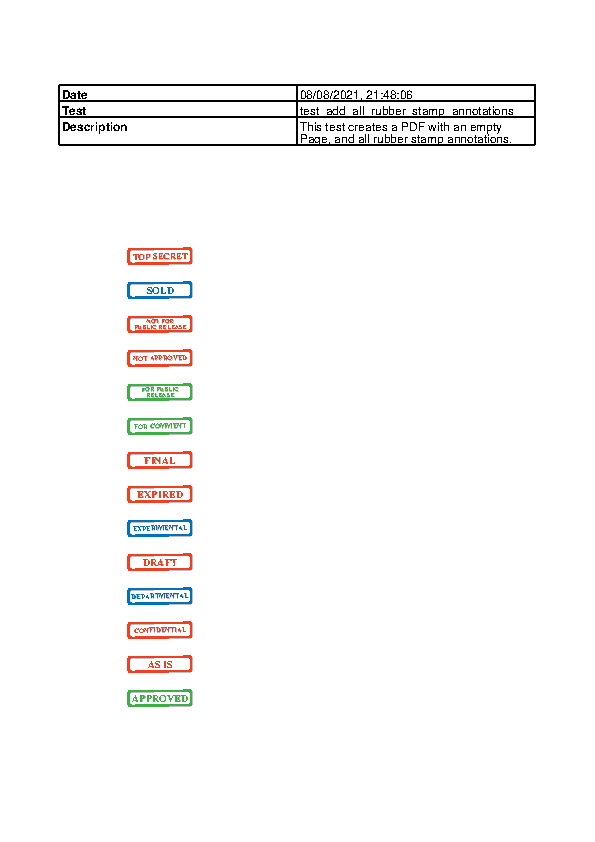 Date 08/08/2021, 21:48:06
Test test_add_all_rubber_stamp_annotations
Description This test creates a PDF with an empty
Page, and all rubber stamp annotations.
TOP SECRET
SOLD
NOT FOR
PUBLIC RELEASE
NOT APPROVED
FOR PUBLIC
RELEASE
FOR COMMENT
FINAL
EXPIRED
EXPERIMENTAL
DRAFT
DEPARTMENTAL
CONFIDENTIAL
AS IS
APPROVED